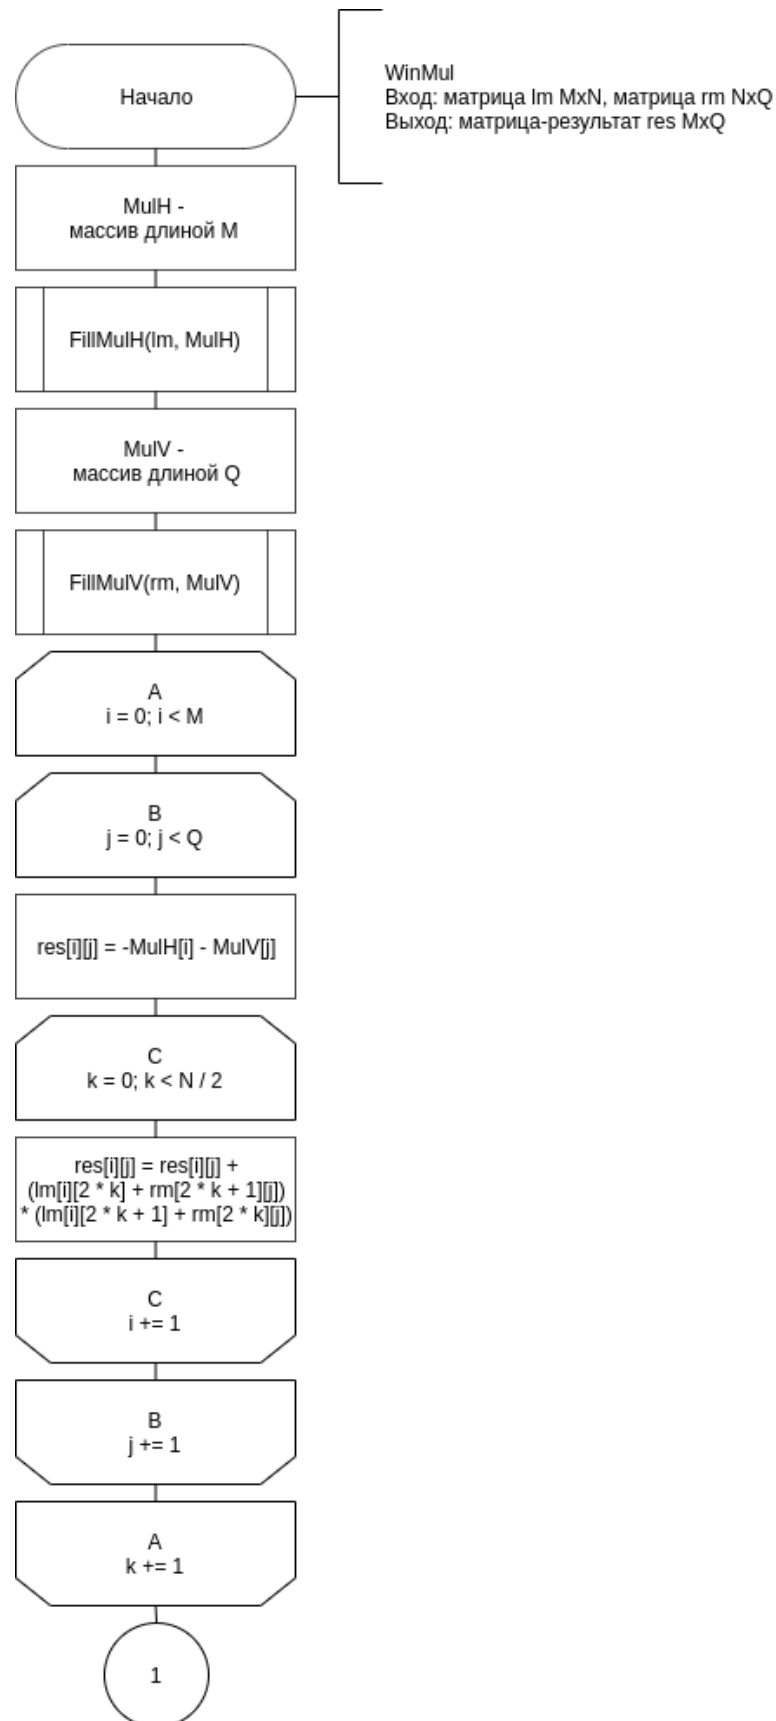 Начало
WinMul
Вход: матрица lm MxN, матрица rm NxQ
Выход: матрица-результат res MxQ
MulH -
массив длиной M
FillMulH(lm, MulH)
MulV -
массив длиной Q
FillMulV(rm, MulV)
A
i = 0; i < M
B
j = 0; j < Q
res[i][j] = -MulH[i] - MulV[j]
C
k = 0; k < N / 2
res[i][j] = res[i][j] +
(lm[i][2 * k] + rm[2 * k + 1][j])
* (lm[i][2 * k + 1] + rm[2 * k][j])
C
i += 1
B
j += 1
A
k += 1
1